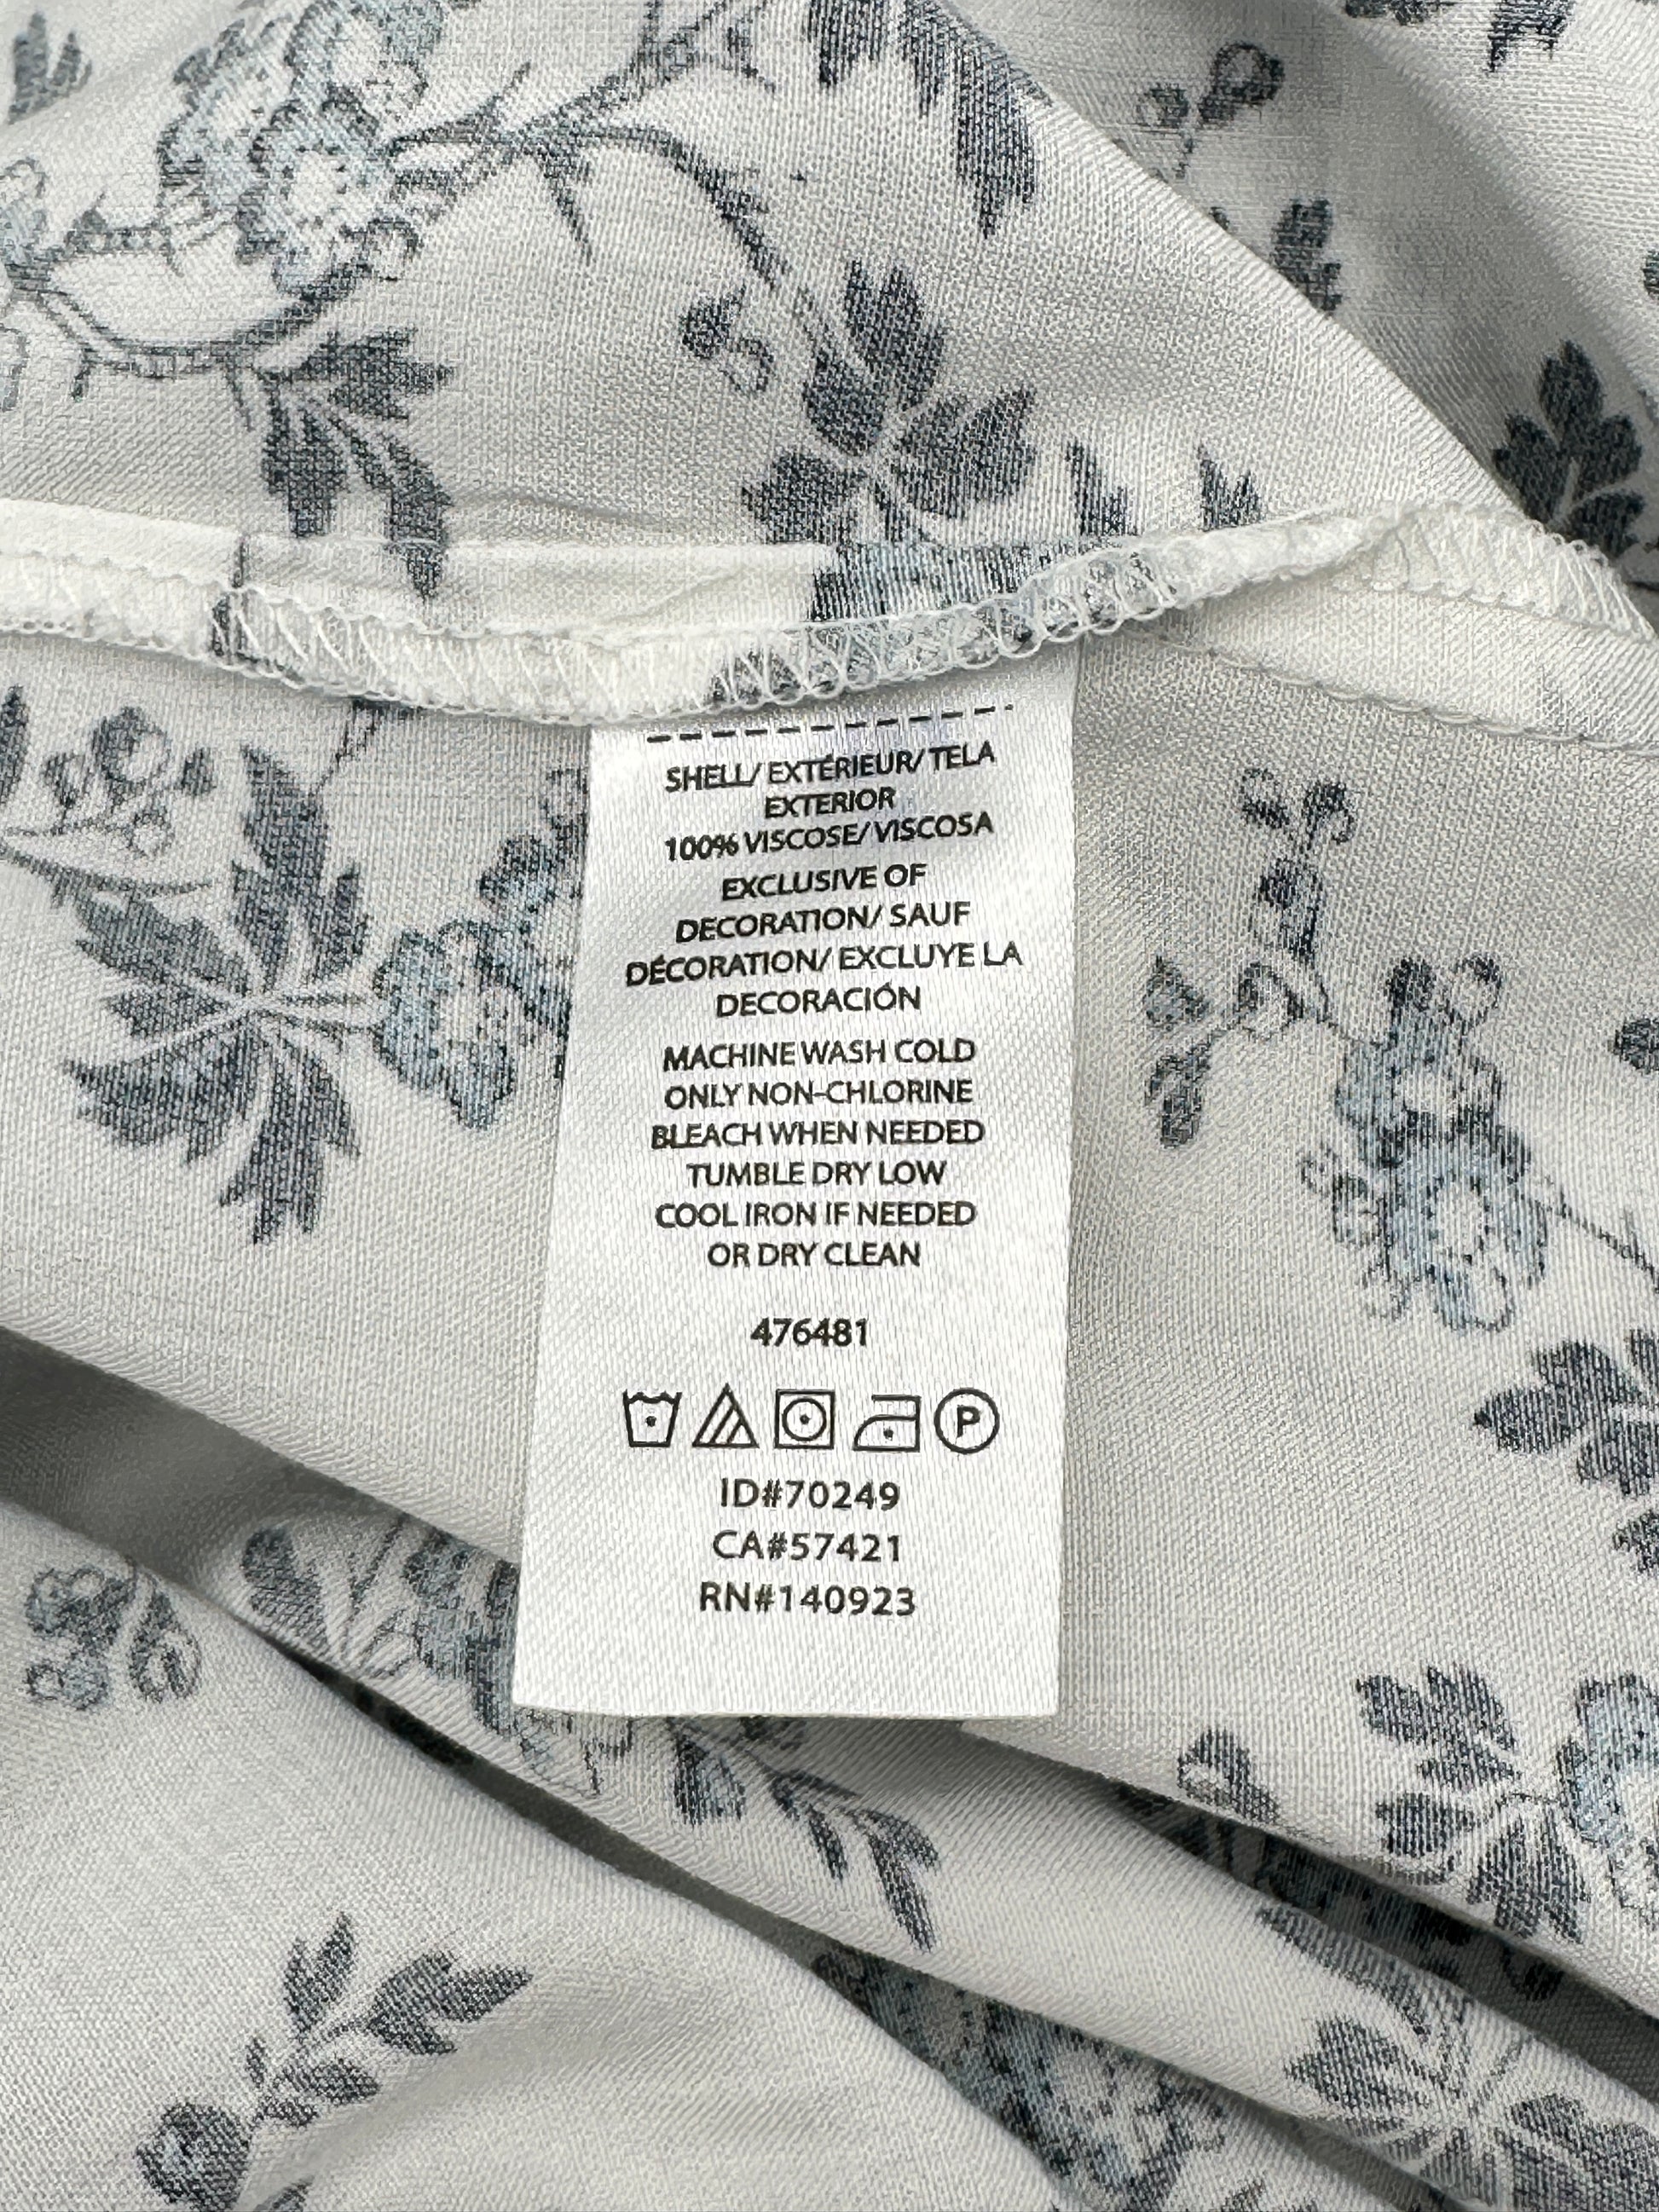 SHELL/ EXTÉRIEUR/ TELA
EXTERIOR
100% VISCOSE/ VISCOSA
EXCLUSIVE OF
DECORATION/ SAUF
DÉCORATION/ EXCLUYE LA
DECORACIÓN
MACHINE WASH COLD
ONLY NON-CHLORINE
BLEACH WHEN NEEDED
TUMBLE DRY LOW
COOL IRON IF NEEDED
OR DRY CLEAN
476481
P
ID#70249
CA#57421
RN#140923